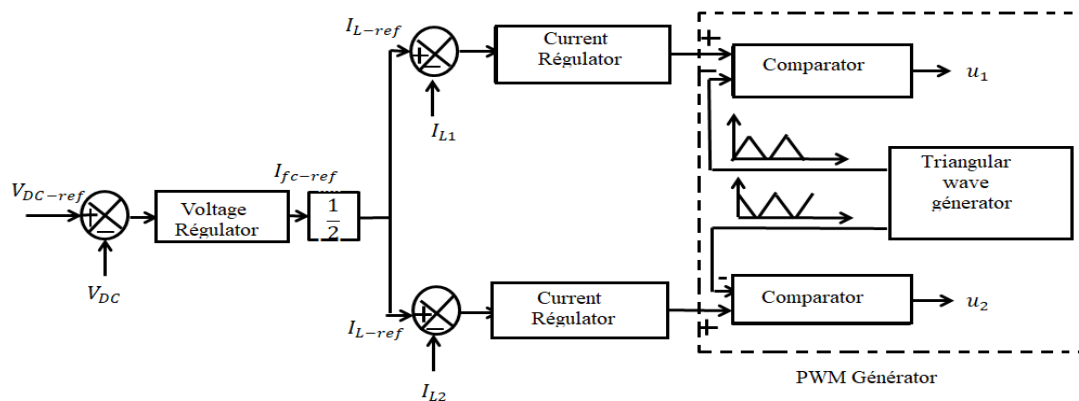 I_{L-ref}
+
−
I_{L1}
Current
Régulator
+
−
Comparator
u_1
V_{DC-ref}
+
−
V_{DC}
Voltage
Régulator
I_{fc-ref}
1
2
Triangular
wave
générator
I_{L-ref}
+
−
I_{L2}
Current
Régulator
-
+
Comparator
u_2
PWM Générator